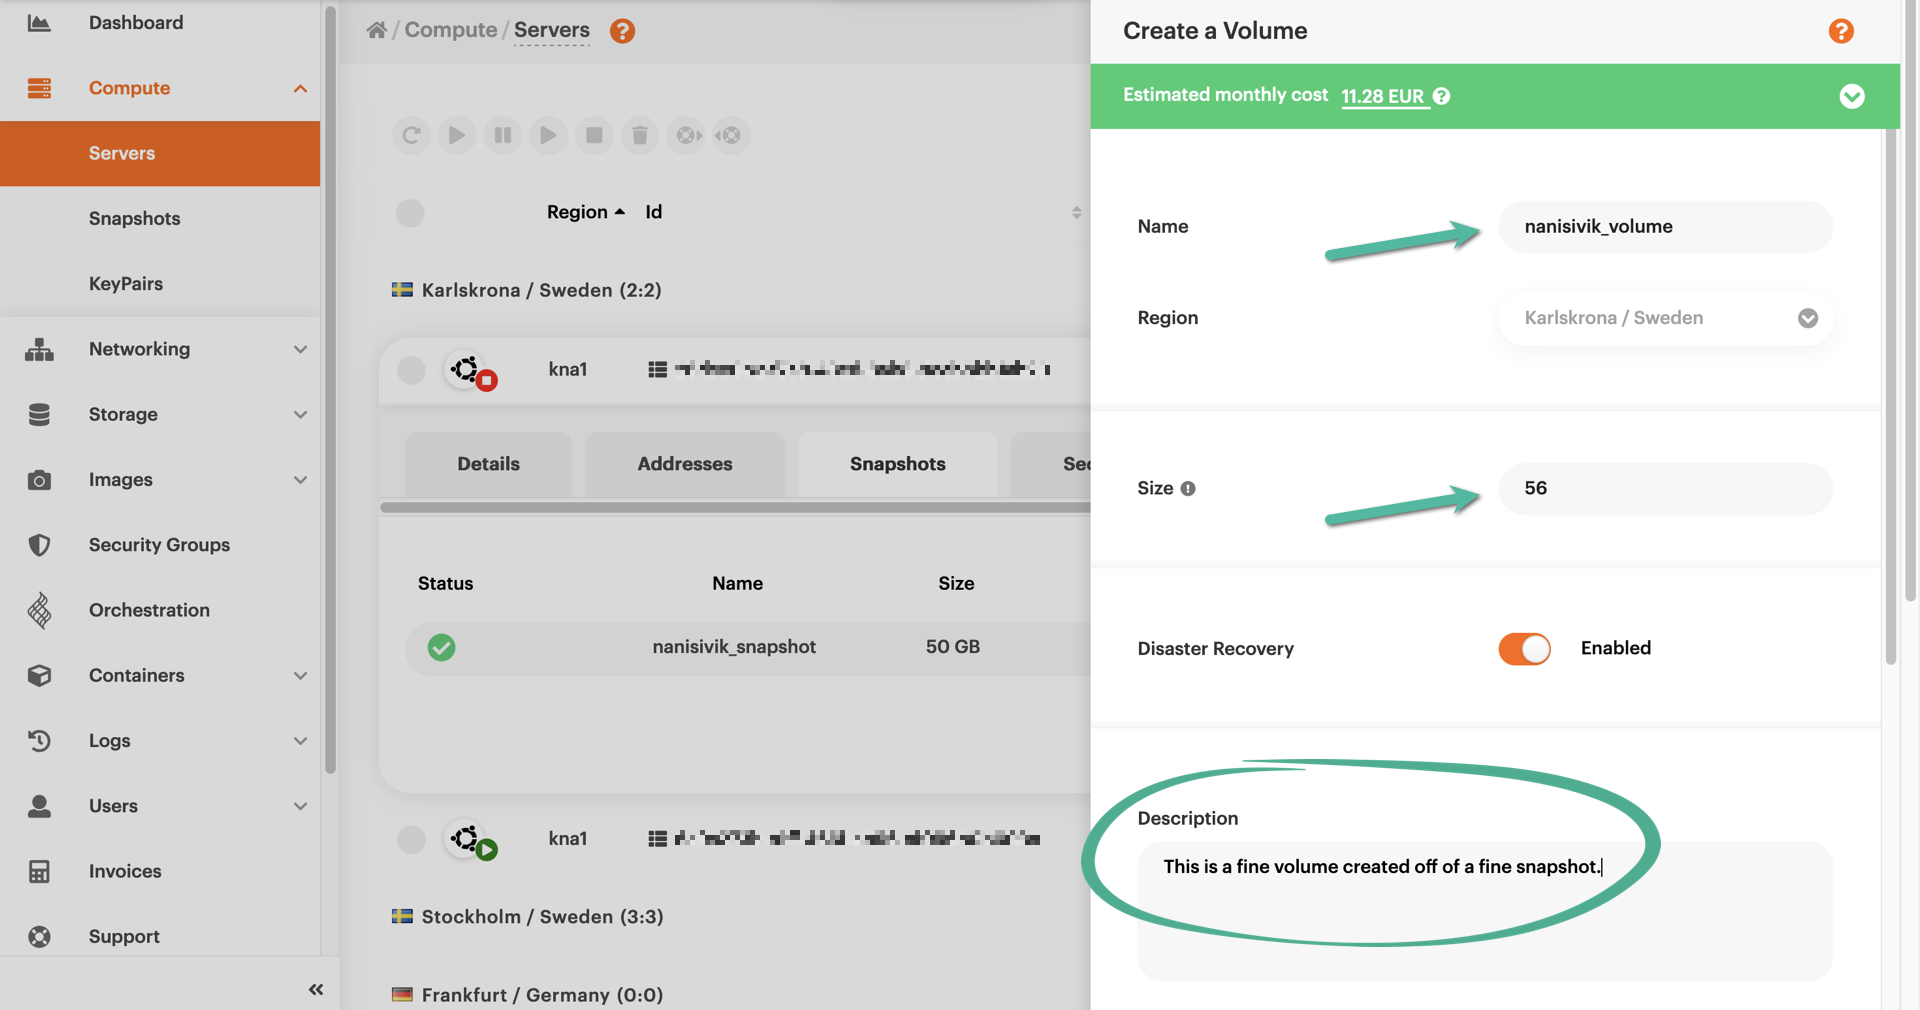 Dashboard
Compute
Servers
Snapshots
KeyPairs
Networking
Storage
Images
Security Groups
Orchestration
Containers
Logs
Users
Invoices
Support
«
/ Compute / Servers ?
Region Id
Karlskrona / Sweden (2:2)
kna1
Details Addresses Snapshots Sec
Status Name Size
nanisivik_snapshot 50 GB
kna1
Stockholm / Sweden (3:3)
Frankfurt / Germany (0:0)
Create a Volume ?
Estimated monthly cost 11.28 EUR ?
Name nanisivik_volume
Region Karlskrona / Sweden
Size ! 56
Disaster Recovery Enabled
Description
This is a fine volume created off of a fine snapshot.